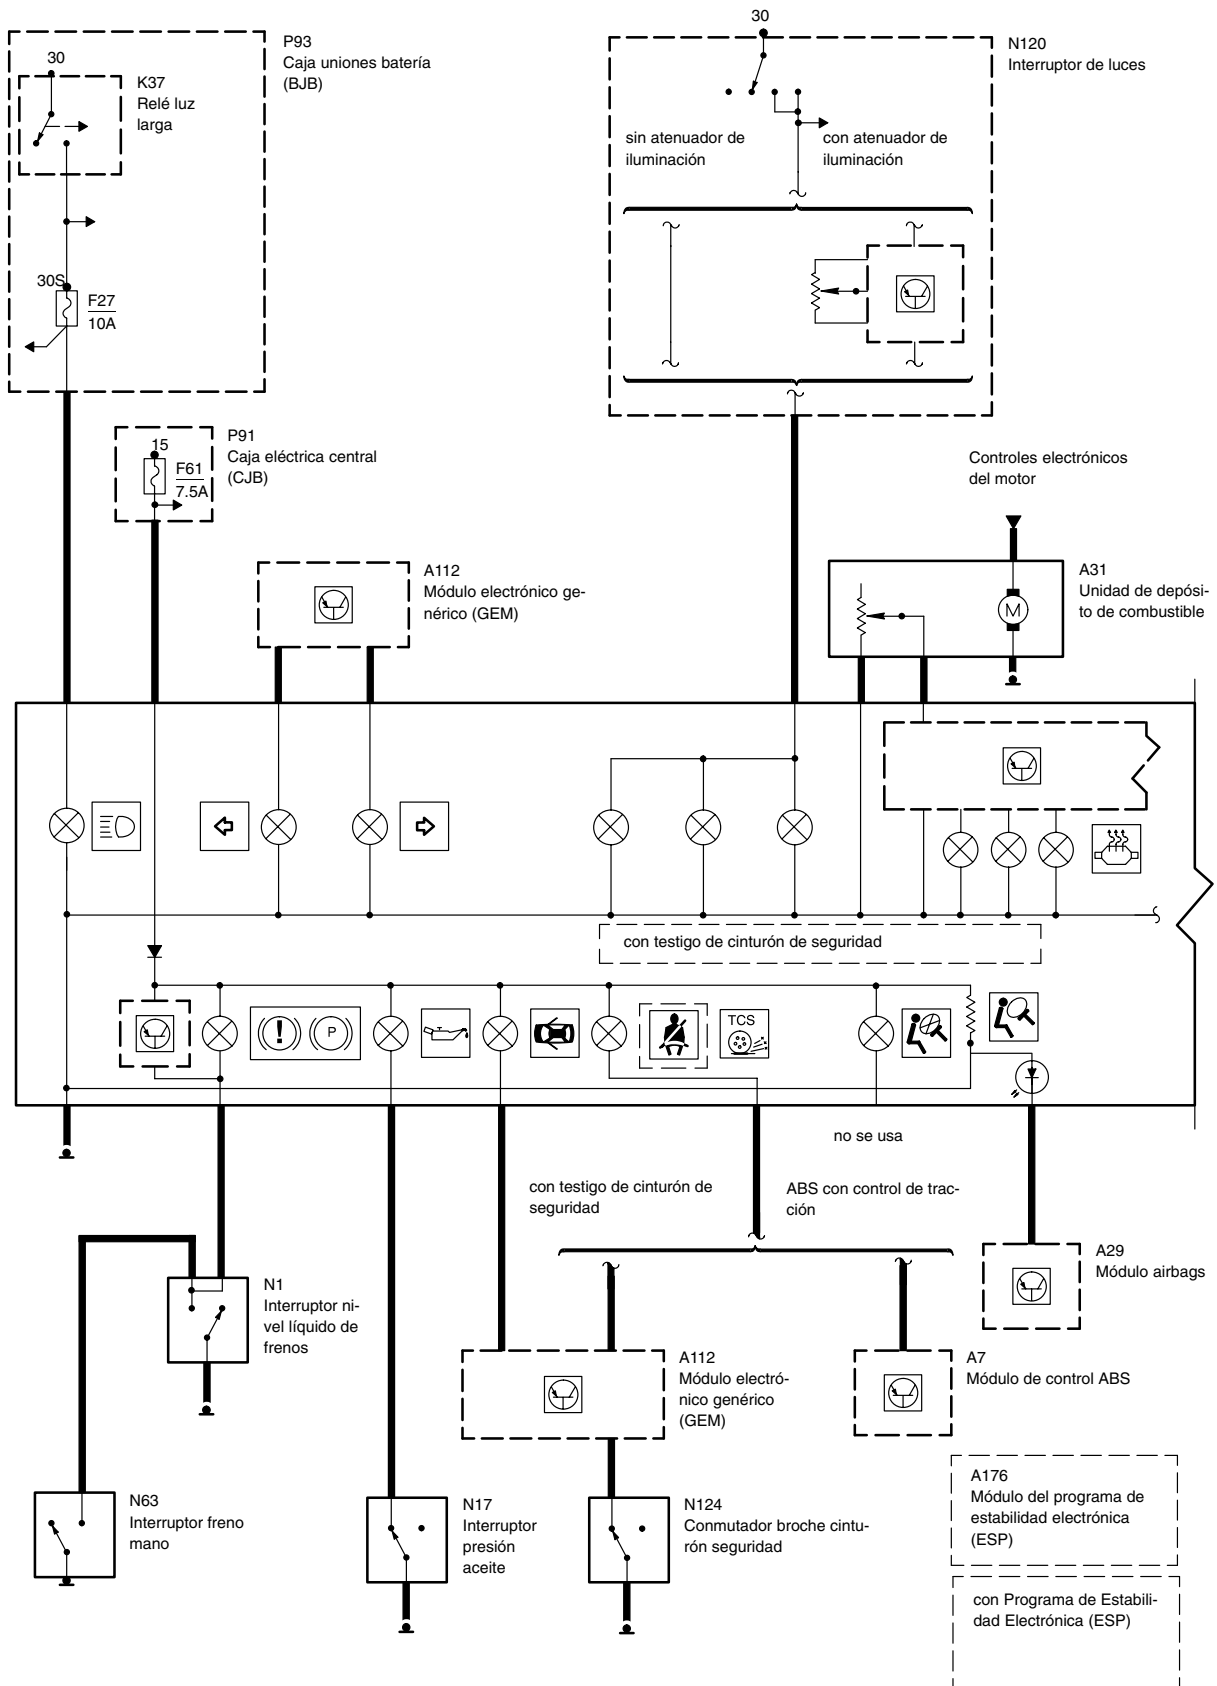 30
P93
Caja uniones batería
(BJB)
30
K37
Relé luz
larga
N120
Interruptor de luces
sin atenuador de
iluminación
con atenuador de
iluminación
30S
F27
10A
P91
Caja eléctrica central
(CJB)
15
F61
7.5A
Controles electrónicos
del motor
A112
Módulo electrónico ge-
nérico (GEM)
A31
Unidad de depósi-
to de combustible
M
con testigo de cinturón de seguridad
P
TCS
no se usa
con testigo de cinturón de
seguridad
ABS con control de trac-
ción
A29
Módulo airbags
N1
Interruptor ni-
vel líquido de
frenos
A112
Módulo electró-
nico genérico
(GEM)
A7
Módulo de control ABS
A176
Módulo del programa de
estabilidad electrónica
(ESP)
N63
Interruptor freno
mano
N17
Interruptor
presión
aceite
N124
Conmutador broche cintu-
rón seguridad
con Programa de Estabili-
dad Electrónica (ESP)